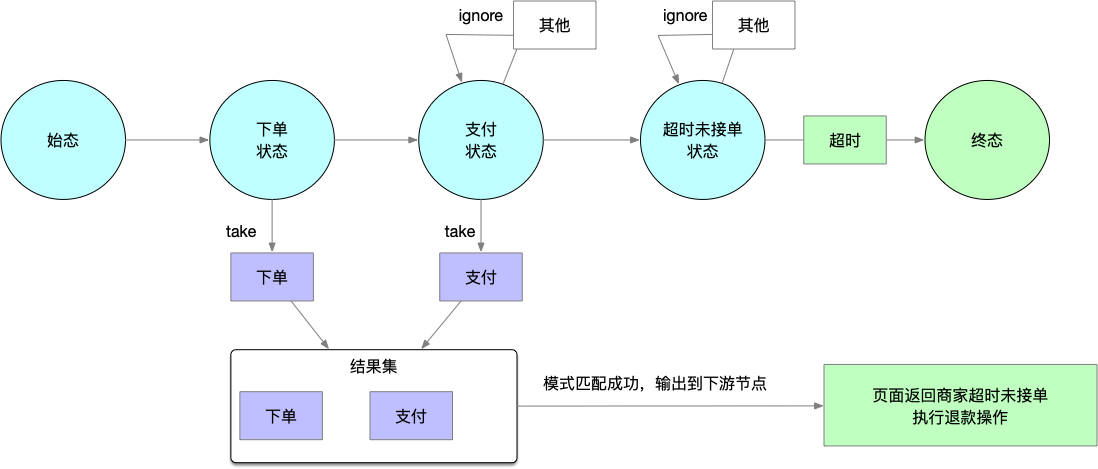 ignore
其他
ignore
其他
始态
下单
状态
支付
状态
超时未接单
状态
超时
终态
take
take
下单
支付
结果集
下单
支付
模式匹配成功，输出到下游节点
页面返回商家超时未接单
执行退款操作